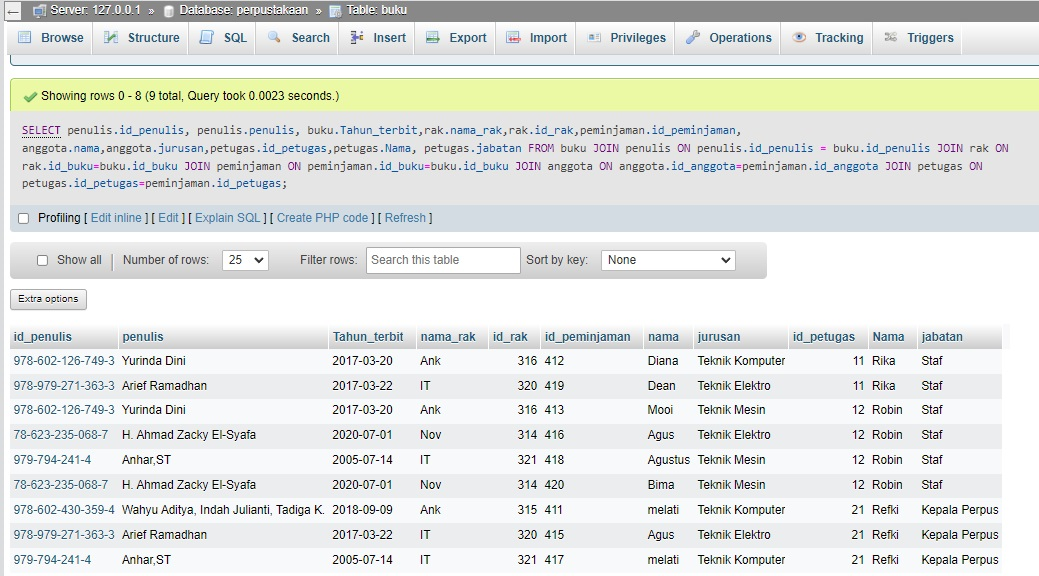 Server: 127.0.0.1 » Database: perpustakaan » Table: buku
Browse Structure SQL Search Insert Export Import Privileges Operations Tracking Triggers
Showing rows 0 - 8 (9 total, Query took 0.0023 seconds.)
SELECT penulis.id_penulis, penulis.penulis, buku.Tahun_terbit,rak.nama_rak,rak.id_rak,peminjaman.id_peminjaman,
anggota.nama,anggota.jurusan,petugas.id_petugas,petugas.Nama, petugas.jabatan FROM buku JOIN penulis ON penulis.id_penulis = buku.id_penulis JOIN rak ON
rak.id_buku=buku.id_buku JOIN peminjaman ON peminjaman.id_buku=buku.id_buku JOIN anggota ON anggota.id_anggota=peminjaman.id_anggota JOIN petugas ON
petugas.id_petugas=peminjaman.id_petugas;
Profiling [ Edit inline ] [ Edit ] [ Explain SQL ] [ Create PHP code ] [ Refresh ]
Show all | Number of rows: 25 Filter rows: Search this table Sort by key: None
Extra options
id_penulis penulis Tahun_terbit nama_rak id_rak id_peminjaman nama jurusan id_petugas Nama jabatan
978-602-126-749-3 Yurinda Dini 2017-03-20 Ank 316 412 Diana Teknik Komputer 11 Rika Staf
978-979-271-363-3 Arief Ramadhan 2017-03-22 IT 320 419 Dean Teknik Elektro 11 Rika Staf
978-602-126-749-3 Yurinda Dini 2017-03-20 Ank 316 413 Mooi Teknik Mesin 12 Robin Staf
78-623-235-068-7 H. Ahmad Zacky El-Syafa 2020-07-01 Nov 314 416 Agus Teknik Elektro 12 Robin Staf
979-794-241-4 Anhar,ST 2005-07-14 IT 321 418 Agustus Teknik Mesin 12 Robin Staf
78-623-235-068-7 H. Ahmad Zacky El-Syafa 2020-07-01 Nov 314 420 Bima Teknik Mesin 12 Robin Staf
978-602-430-359-4 Wahyu Aditya, Indah Julianti, Tadiga K. 2018-09-09 Ank 315 411 melati Teknik Komputer 21 Refki Kepala Perpus
978-979-271-363-3 Arief Ramadhan 2017-03-22 IT 320 415 Agus Teknik Elektro 21 Refki Kepala Perpus
979-794-241-4 Anhar,ST 2005-07-14 IT 321 417 melati Teknik Komputer 21 Refki Kepala Perpus